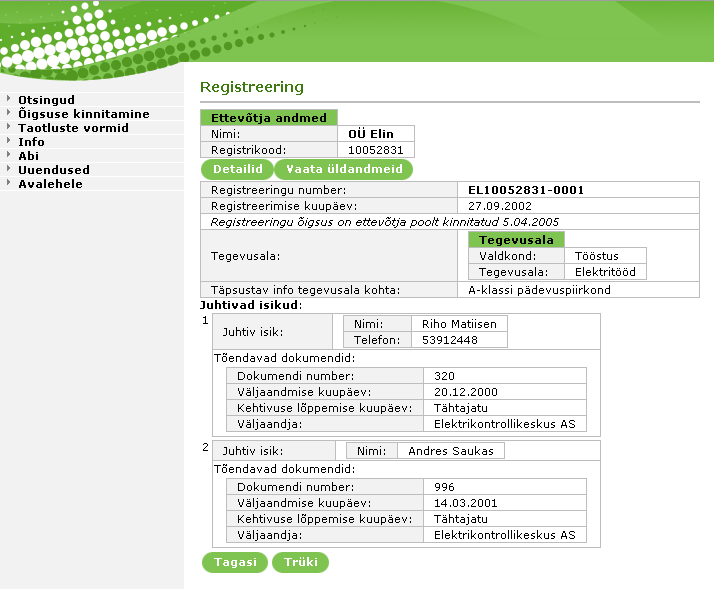 Registreering
Otsingud
Õigsuse kinnitamine
Taotluste vormid
Info
Abi
Uuendused
Avalehele
Ettevõtja andmed
Nimi: OÜ Elin
Registrikood: 10052831
Detailid Vaata üldandmeid
Registreeringu number: EL10052831-0001
Registreerimise kuupäev: 27.09.2002
Registreeringu õigsus on ettevõtja poolt kinnitatud 5.04.2005
Tegevusala:
Tegevusala
Valdkond: Tööstus
Tegevusala: Elektritööd
Täpsustav info tegevusala kohta: A-klassi pädevuspiirkond
Juhtivad isikud:
1 Juhtiv isik:
Nimi: Riho Matiisen
Telefon: 53912448
Tõendavad dokumendid:
Dokumendi number: 320
Väljaandmise kuupäev: 20.12.2000
Kehtivuse lõppemise kuupäev: Tähtajatu
Väljaandja: Elektrikontrollikeskus AS
2 Juhtiv isik: Nimi: Andres Saukas
Tõendavad dokumendid:
Dokumendi number: 996
Väljaandmise kuupäev: 14.03.2001
Kehtivuse lõppemise kuupäev: Tähtajatu
Väljaandja: Elektrikontrollikeskus AS
Tagasi Trüki